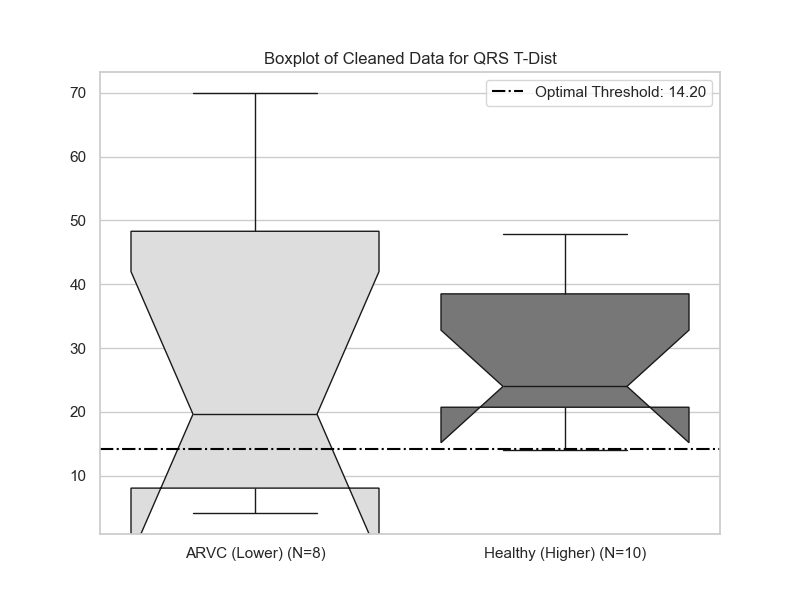 Boxplot of Cleaned Data for QRS T-Dist
Optimal Threshold: 14.20
70
60
50
40
30
20
10
ARVC (Lower) (N=8)
Healthy (Higher) (N=10)